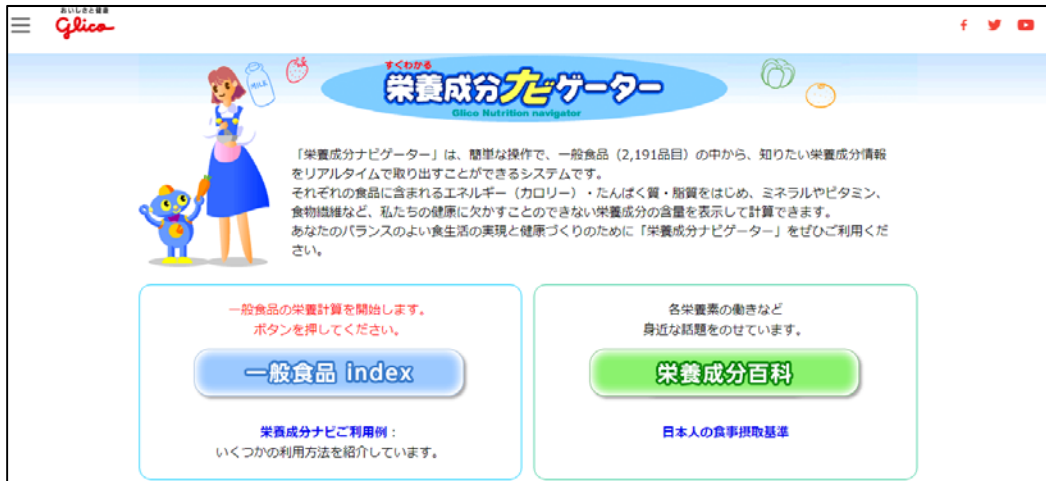 おいしさと健康
Glico
MILK
すぐわかる
栄養成分ナビゲーター
Glico Nutrition navigator
「栄養成分ナビゲーター」は、簡単な操作で、一般食品（2,191品目）の中から、知りたい栄養成分情報
をリアルタイムで取り出すことができるシステムです。
それぞれの食品に含まれるエネルギー（カロリー）・たんぱく質・脂質をはじめ、ミネラルやビタミン、
食物繊維など、私たちの健康に欠かすことのできない栄養成分の含量を表示して計算できます。
あなたのバランスのよい食生活の実現と健康づくりのために「栄養成分ナビゲーター」をぜひご利用くだ
さい。
一般食品の栄養計算を開始します。
ボタンを押してください。
一般食品 index
栄養成分ナビご利用例：
いくつかの利用方法を紹介しています。
各栄養素の働きなど
身近な話題をのせています。
栄養成分百科
日本人の食事摂取基準